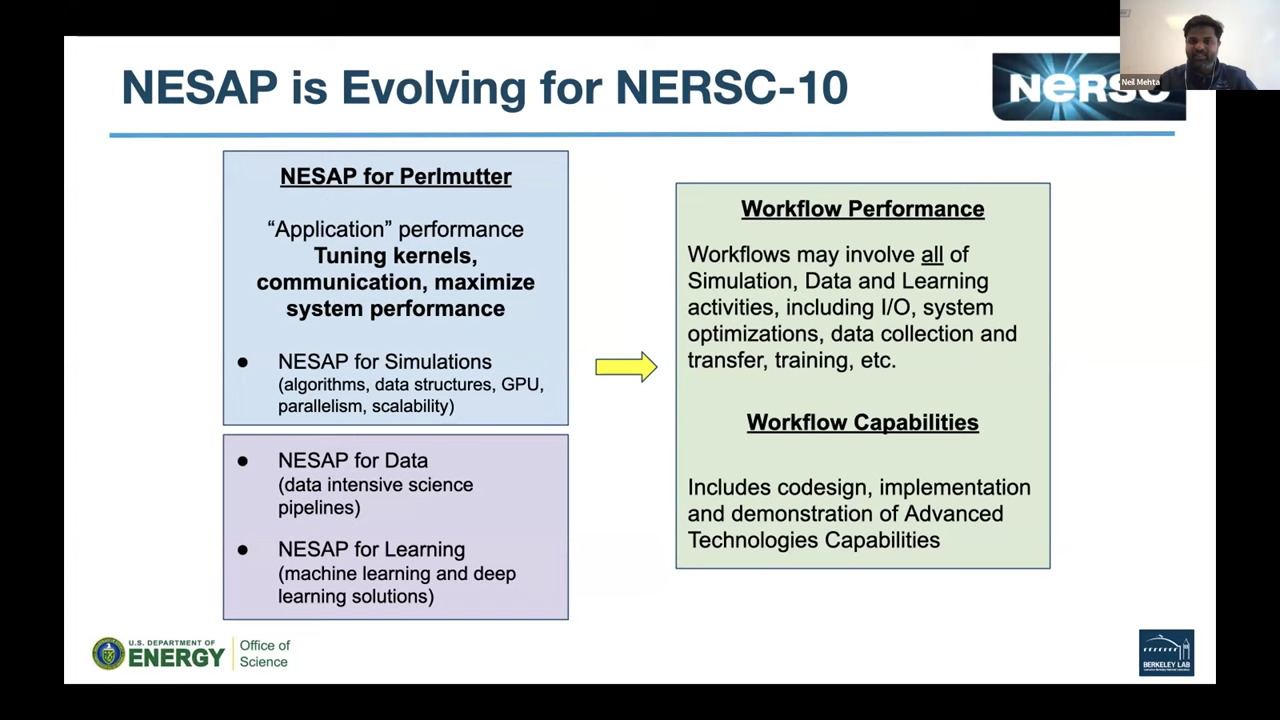 NESAP is Evolving for NERSC-10
NERSC
Neil Mehta
NESAP for Perlmutter
“Application” performance
Tuning kernels,
communication, maximize
system performance
● NESAP for Simulations
(algorithms, data structures, GPU,
parallelism, scalability)
● NESAP for Data
(data intensive science
pipelines)
● NESAP for Learning
(machine learning and deep
learning solutions)
Workflow Performance
Workflows may involve all of
Simulation, Data and Learning
activities, including I/O, system
optimizations, data collection and
transfer, training, etc.
Workflow Capabilities
Includes codesign, implementation
and demonstration of Advanced
Technologies Capabilities
U.S. DEPARTMENT OF
ENERGY
Office of
Science
BERKELEY LAB